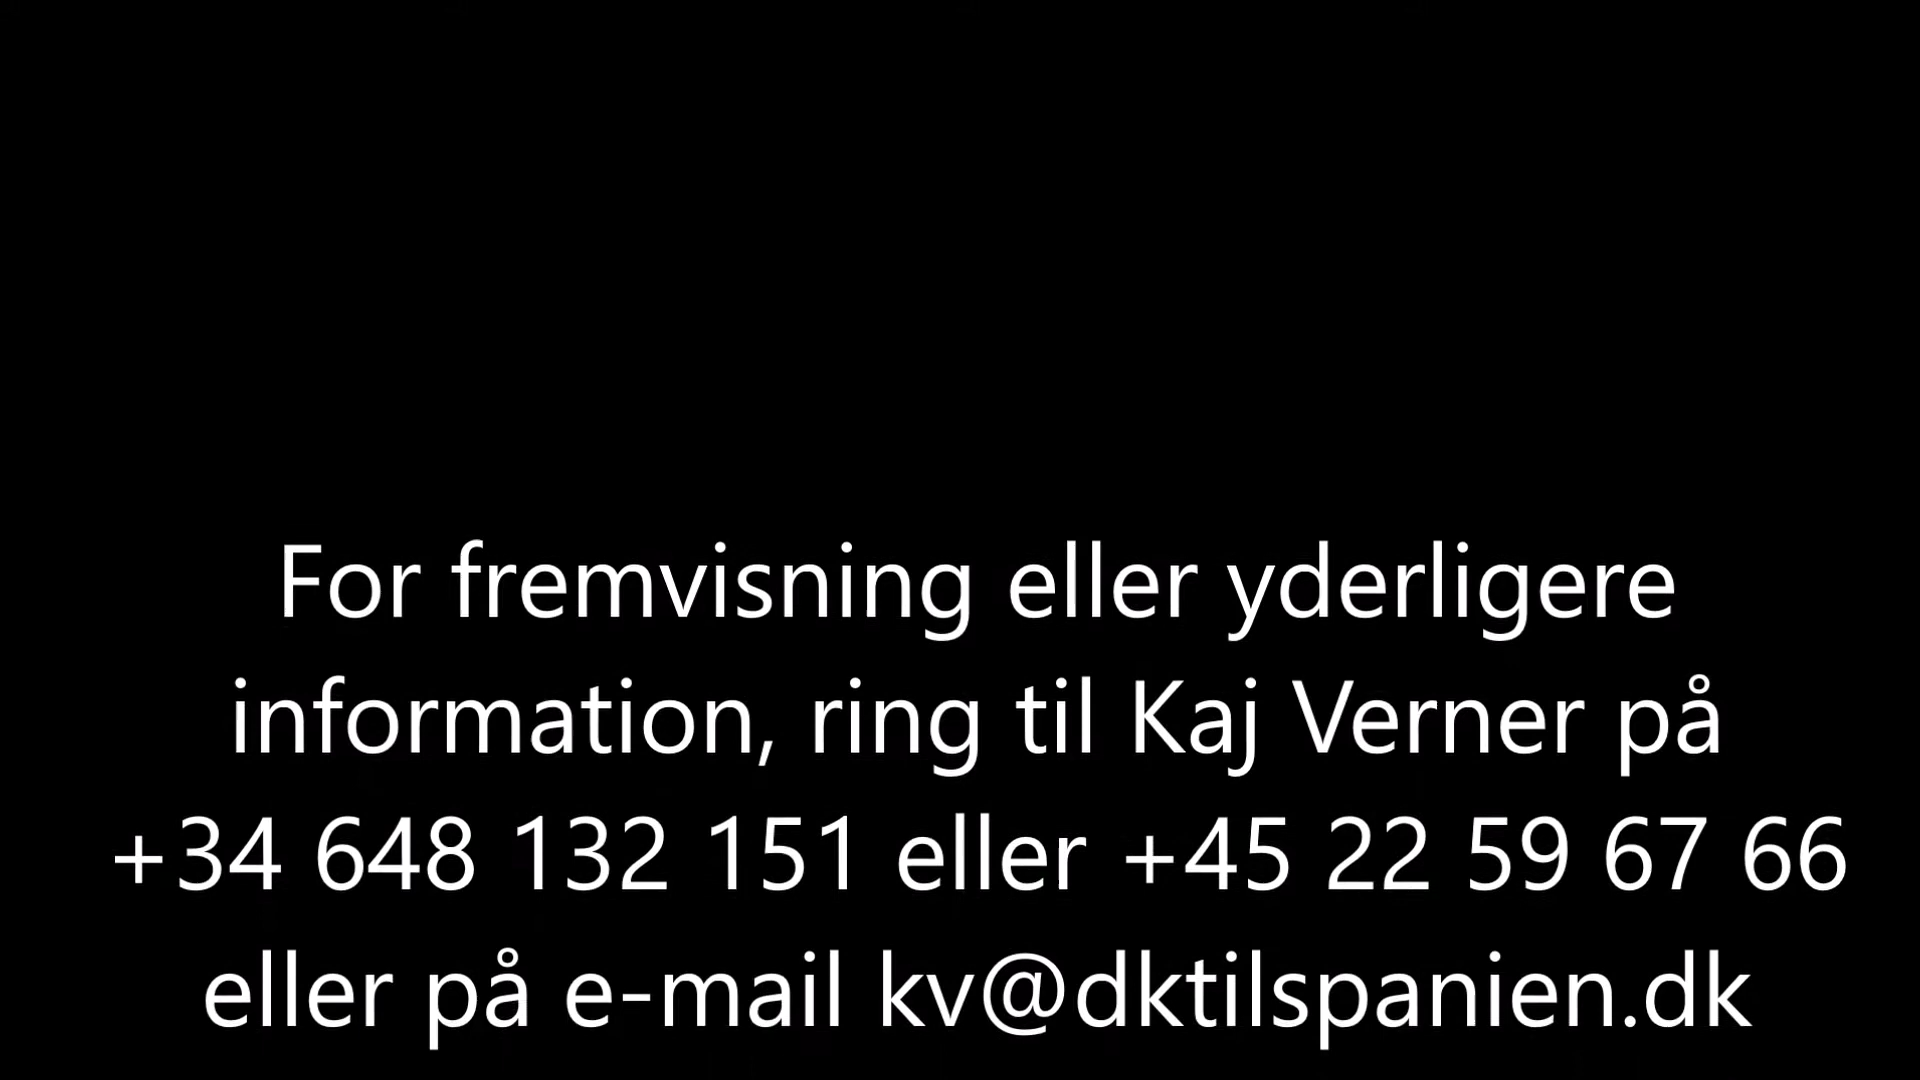 For fremvisning eller yderligere
information, ring til Kaj Verner på
+34 648 132 151 eller +45 22 59 67 66
eller på e-mail kv@dktilspanien.dk